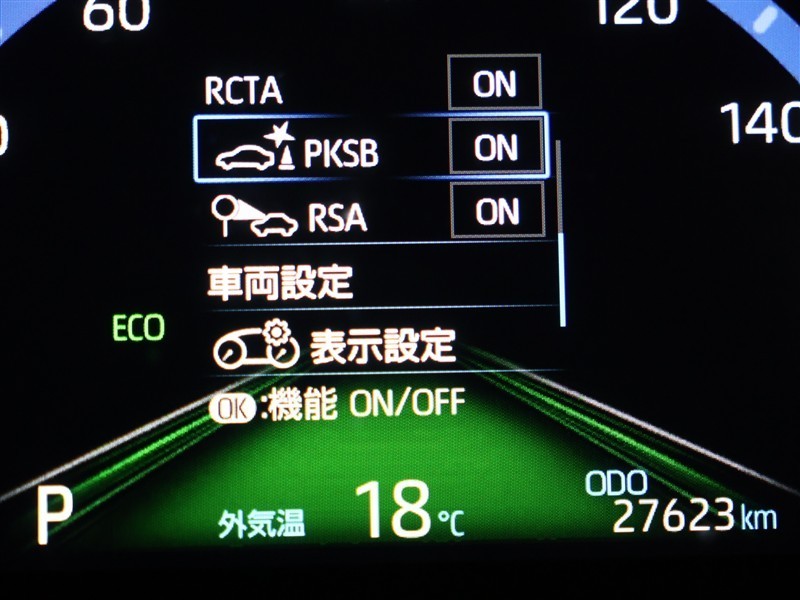 60
120
140
RCTA ON
PKSB ON
RSA ON
車両設定
ECO
表示設定
OK:機能 ON/OFF
P
外気温 18℃
ODO
27623km